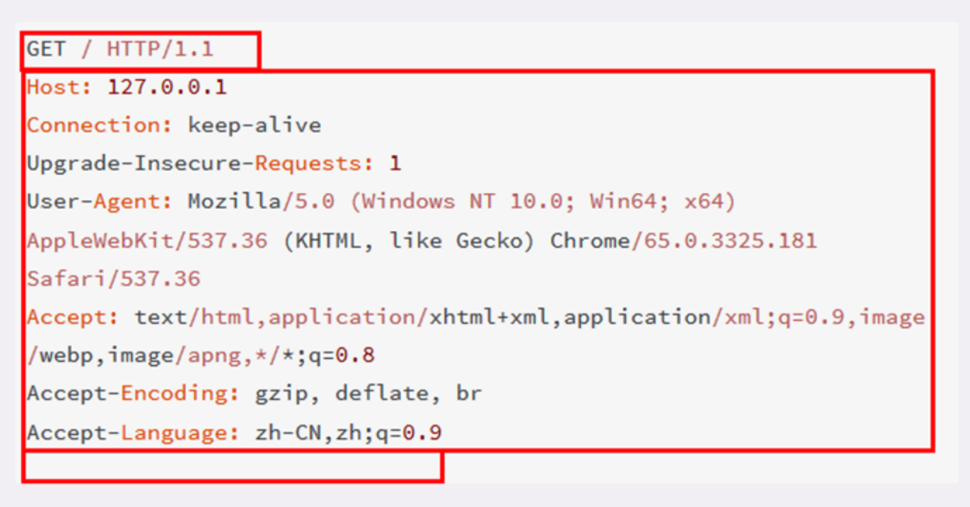 GET / HTTP/1.1
Host: 127.0.0.1
Connection: keep-alive
Upgrade-Insecure-Requests: 1
User-Agent: Mozilla/5.0 (Windows NT 10.0; Win64; x64)
AppleWebKit/537.36 (KHTML, like Gecko) Chrome/65.0.3325.181
Safari/537.36
Accept: text/html,application/xhtml+xml,application/xml;q=0.9,image
/webp,image/apng,*/*;q=0.8
Accept-Encoding: gzip, deflate, br
Accept-Language: zh-CN,zh;q=0.9